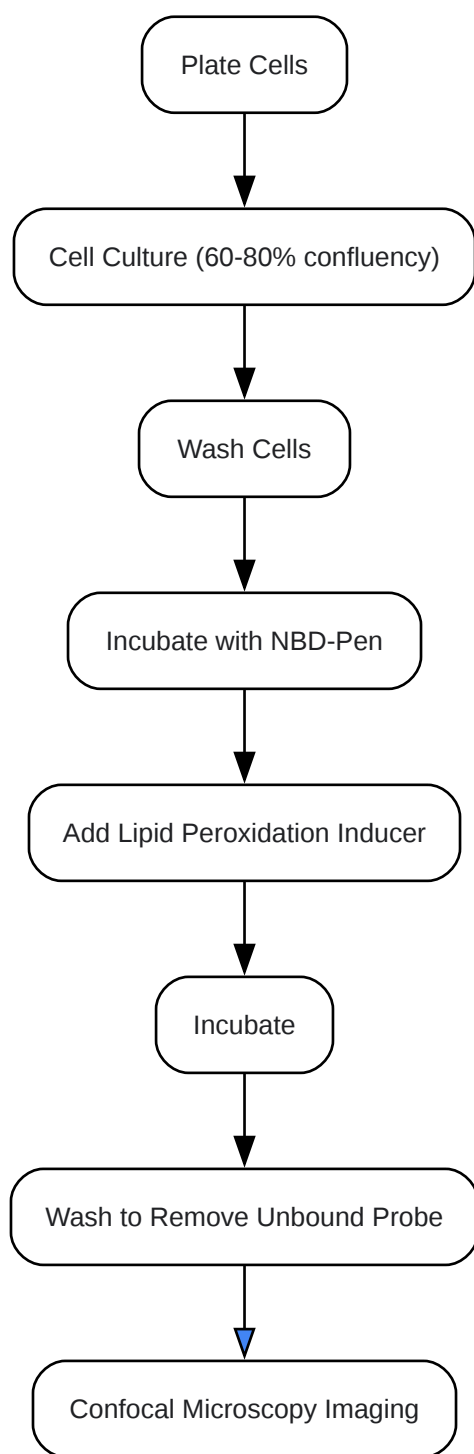 Plate Cells
Cell Culture (60-80% confluency)
Wash Cells
Incubate with NBD-Pen
Add Lipid Peroxidation Inducer
Incubate
Wash to Remove Unbound Probe
Confocal Microscopy Imaging